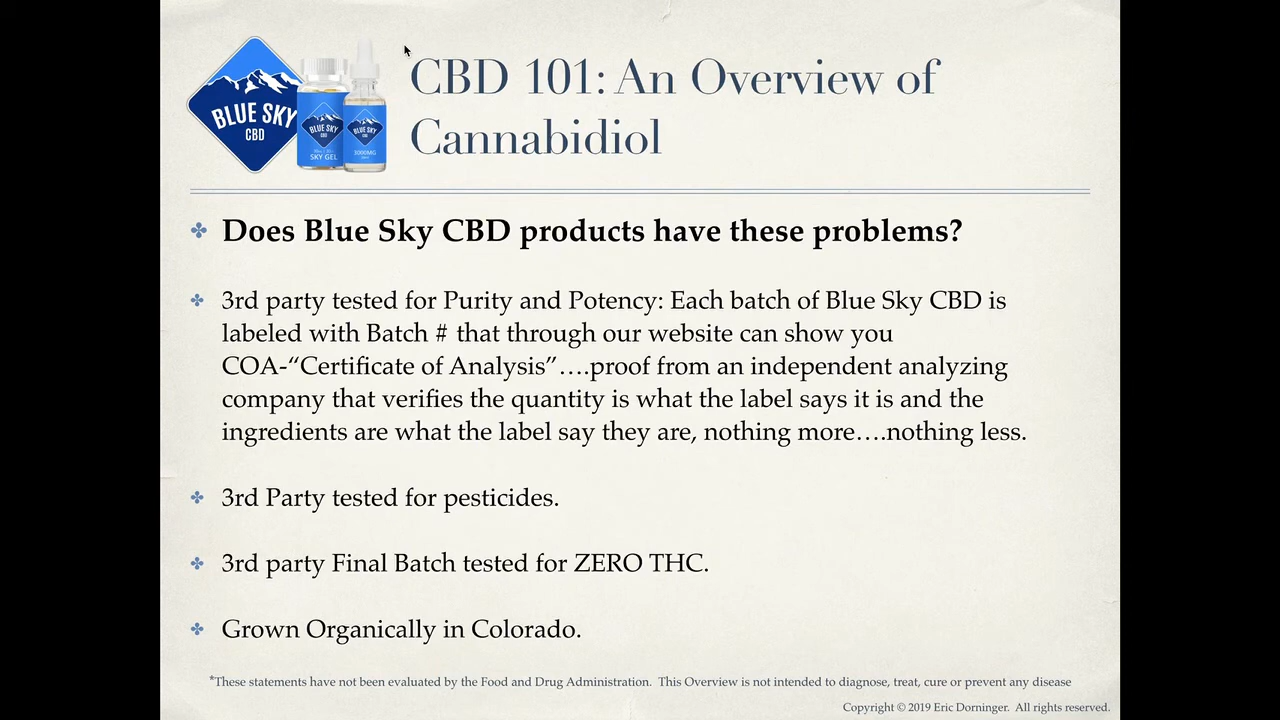 CBD 101: An Overview of
Cannabidiol
BLUE SKY
CBD
BLUE SKY
CBD
SKY GEL
BLUE SKY
CBD
3000MG
Does Blue Sky CBD products have these problems?
3rd party tested for Purity and Potency: Each batch of Blue Sky CBD is
labeled with Batch # that through our website can show you
COA-“Certificate of Analysis”….proof from an independent analyzing
company that verifies the quantity is what the label says it is and the
ingredients are what the label say they are, nothing more….nothing less.
3rd Party tested for pesticides.
3rd party Final Batch tested for ZERO THC.
Grown Organically in Colorado.
*These statements have not been evaluated by the Food and Drug Administration. This Overview is not intended to diagnose, treat, cure or prevent any disease
Copyright © 2019 Eric Dorninger. All rights reserved.